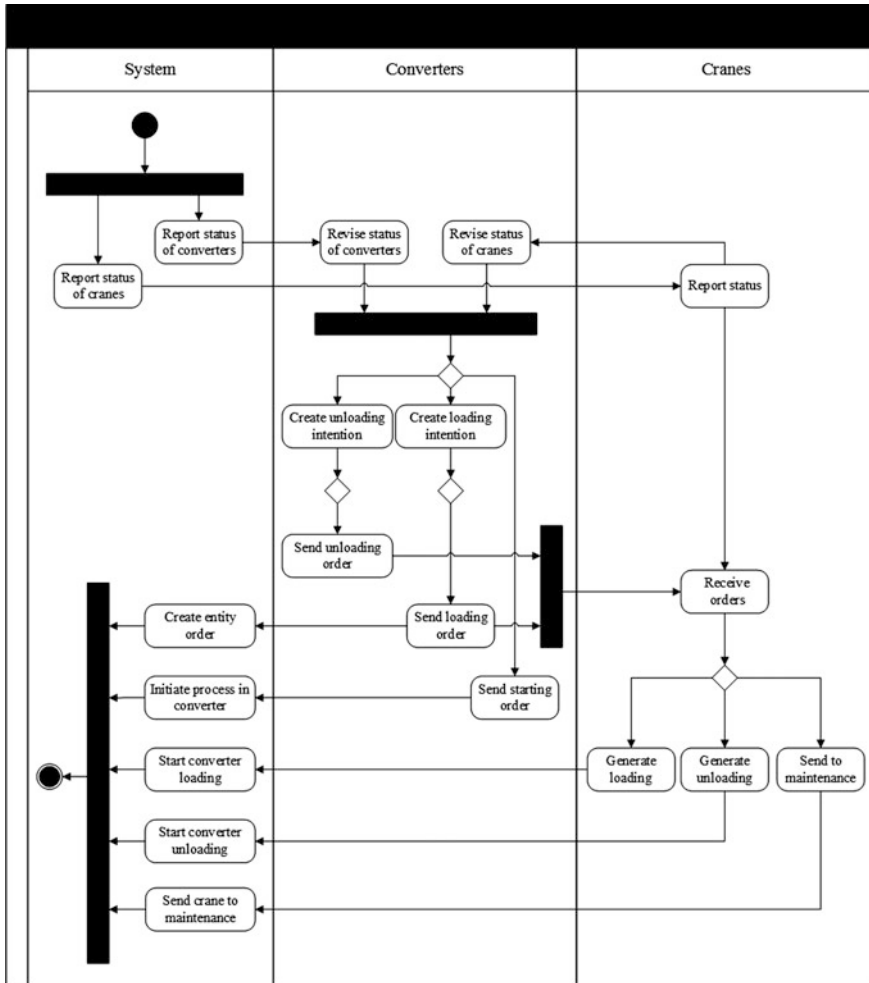 System
Converters
Cranes
Report status
of converters
Revise status
of converters
Revise status
of cranes
Report status
of cranes
Report status
Create unloading
intention
Create loading
intention
Send unloading
order
Receive
orders
Create entity
order
Send loading
order
Initiate process in
converter
Send starting
order
Start converter
loading
Generate
loading
Generate
unloading
Send to
maintenance
Start converter
unloading
Send crane to
maintenance